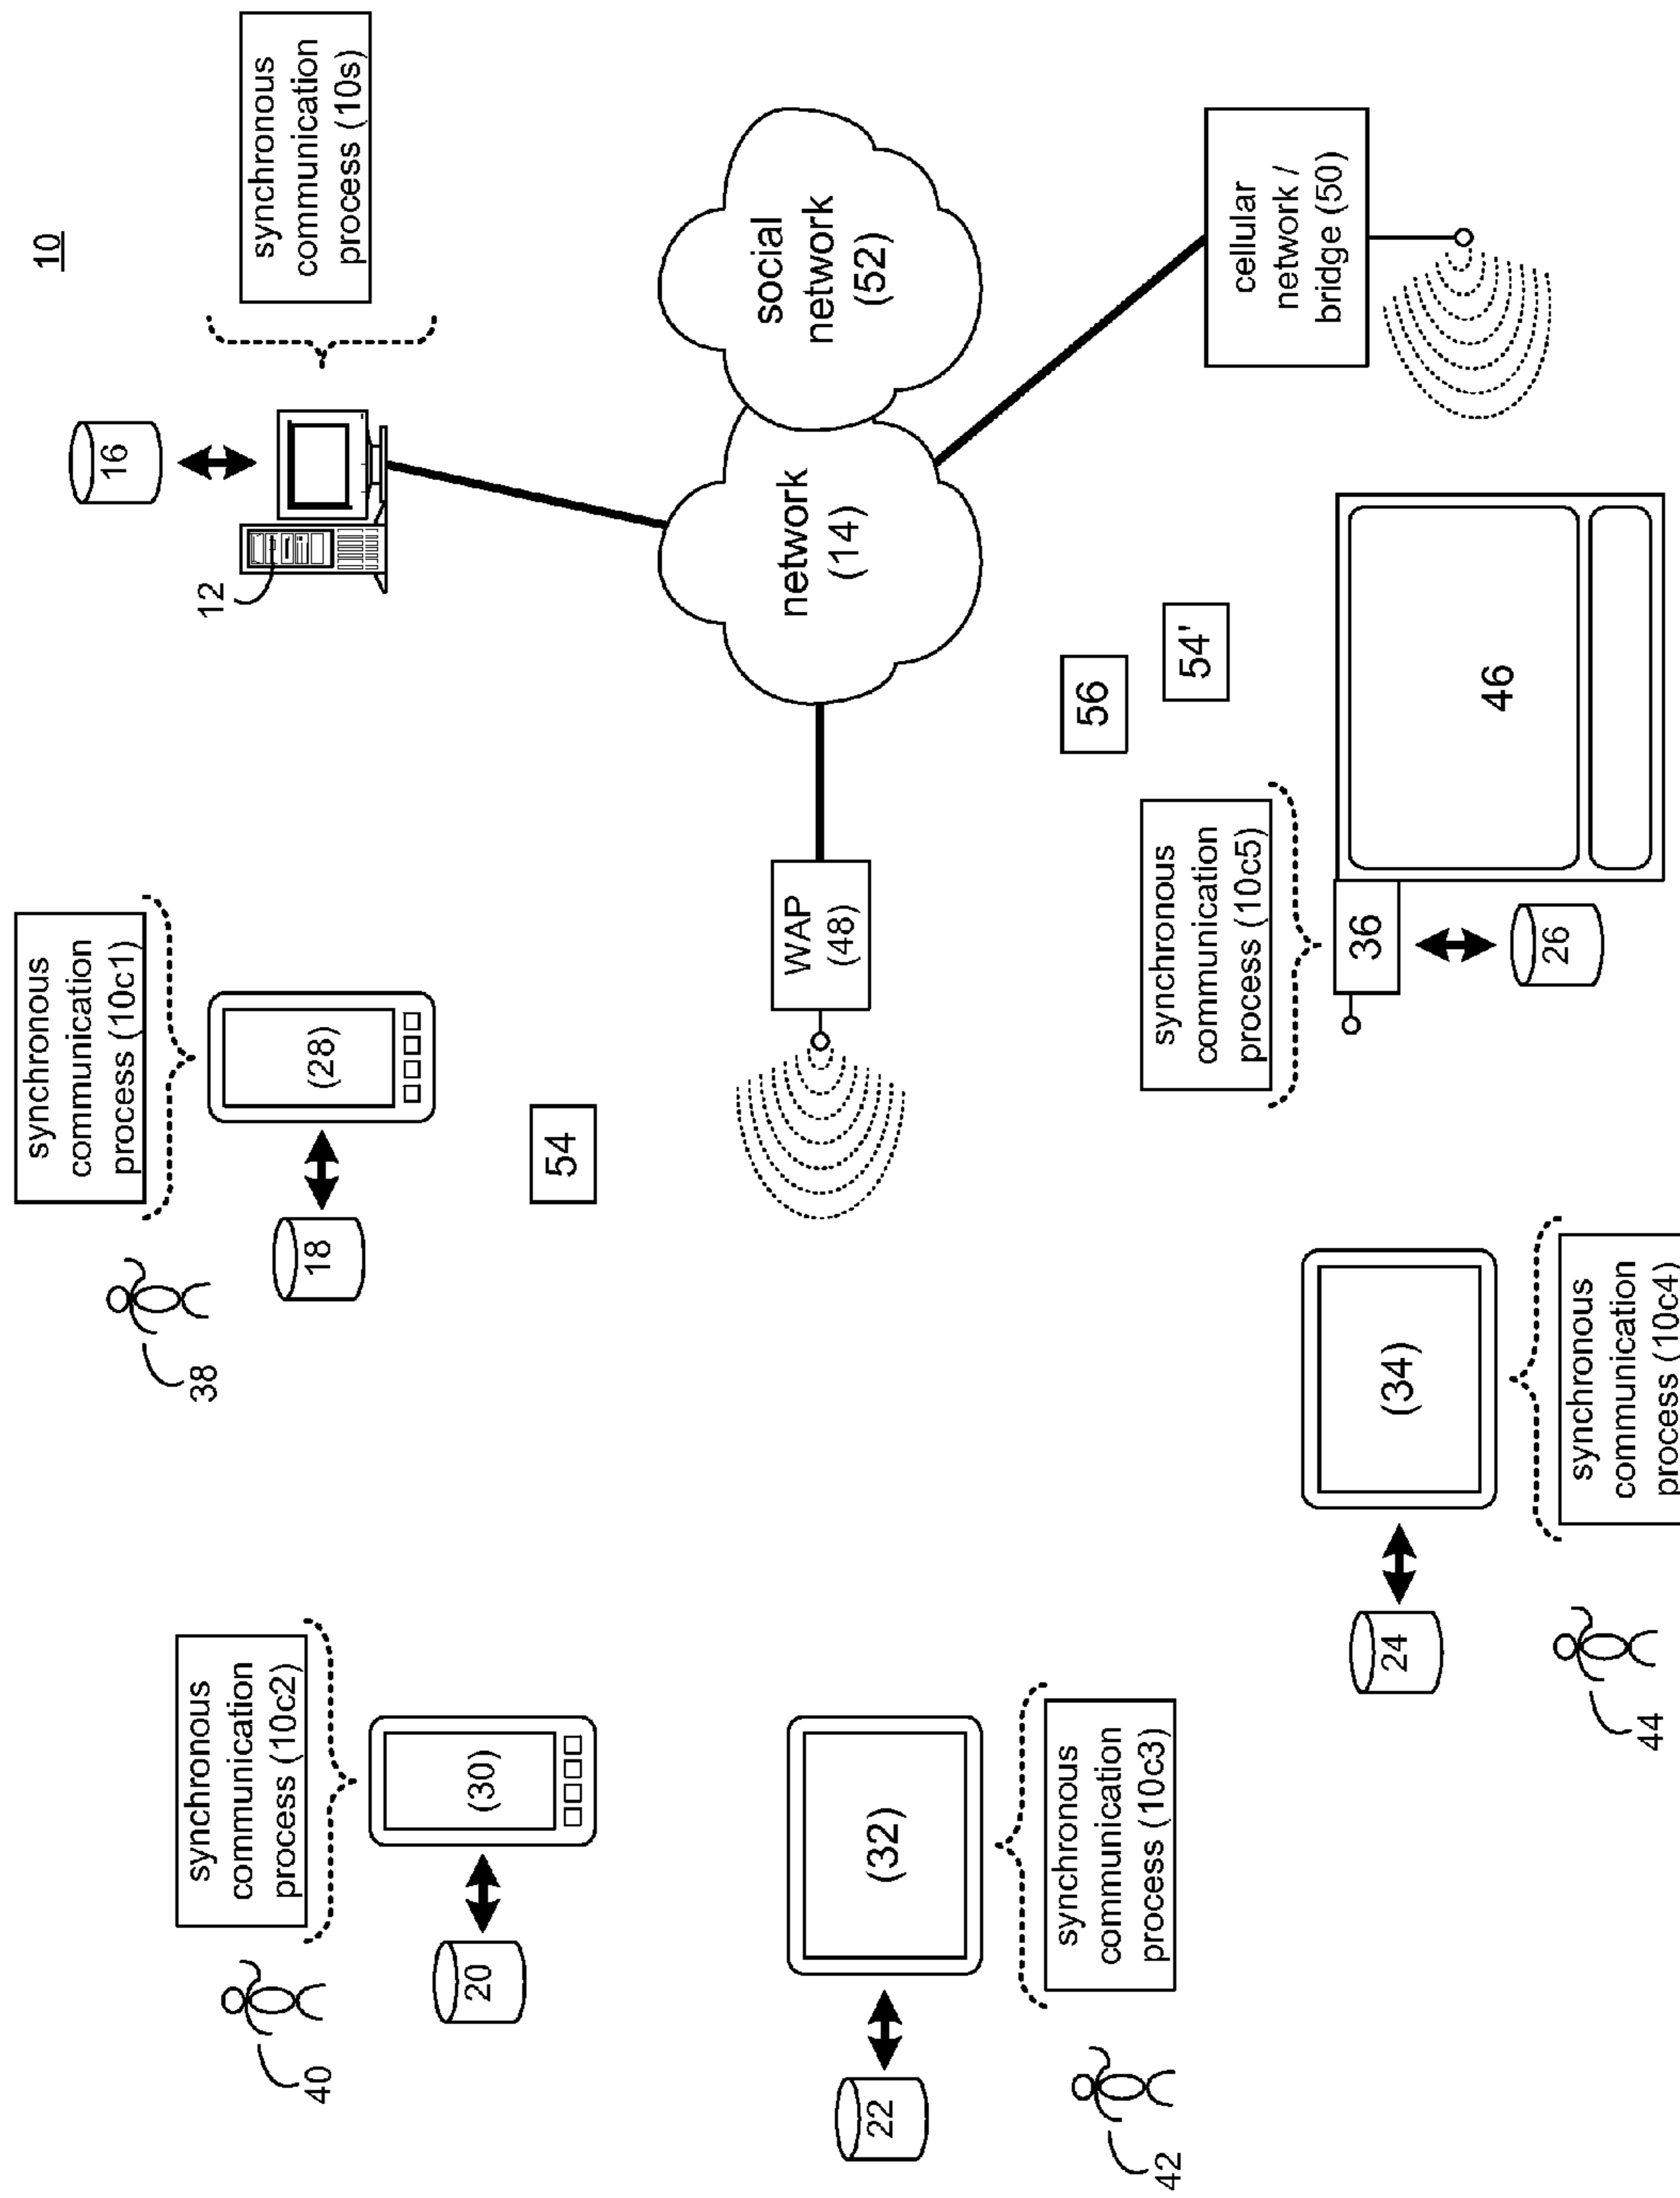 10
synchronous
communication
process (10c1)
16
synchronous
communication
process (10s)
12
38
18
(28)
synchronous
communication
process (10c2)
40
20
(30)
54
social
network
(52)
network
(14)
WAP
(48)
22
(32)
synchronous
communication
process (10c3)
42
56
54'
synchronous
communication
process (10c5)
cellular
network /
bridge (50)
36
46
26
24
(34)
synchronous
communication
process (10c4)
44